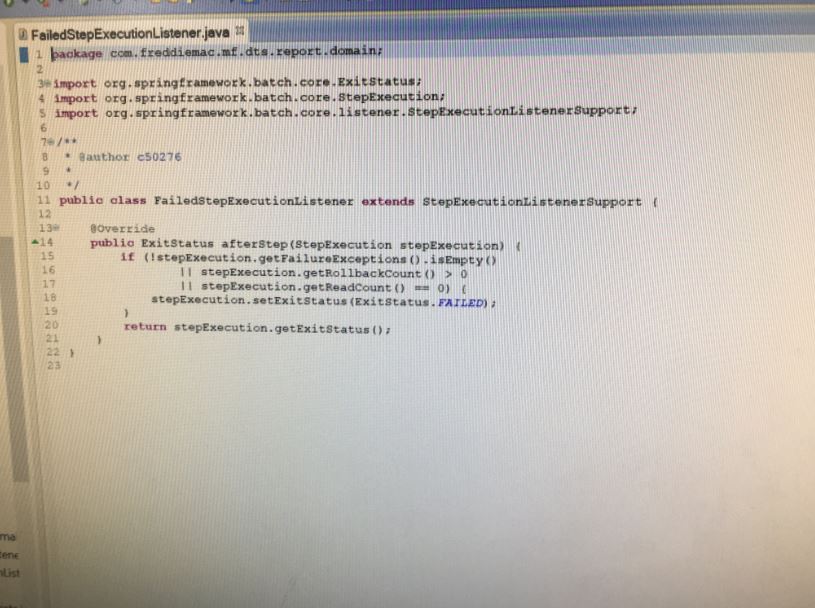 FailedStepExecutionListener.java
1 package com.freddiemac.mf.dts.report.domain;
2
3 import org.springframework.batch.core.ExitStatus;
4 import org.springframework.batch.core.StepExecution;
5 import org.springframework.batch.core.listener.StepExecutionListenerSupport;
6
7 /**
8 * @author c50276
9 *
10 */
11 public class FailedStepExecutionListener extends StepExecutionListenerSupport {
12
13 @Override
14 public ExitStatus afterStep(StepExecution stepExecution) {
15 if (!stepExecution.getFailureExceptions().isEmpty()
16 || stepExecution.getRollbackCount() > 0
17 || stepExecution.getReadCount() == 0) {
18 stepExecution.setExitStatus(ExitStatus.FAILED);
19 }
20 return stepExecution.getExitStatus();
21 }
22 }
23
ma
tene
nList